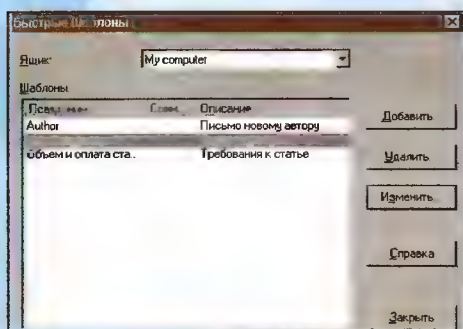 Быстрые Шаблоны
Ящик: My computer
Шаблоны
Описание
Author Письмо новому автору
Объем и оплата ста.. Требования к статье
Добавить
Удалить
Изменить...
Справка
Закрыть